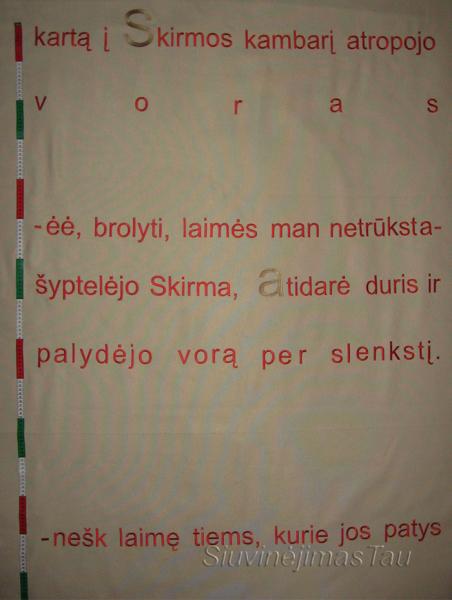 kartą į Skirmos kambarį atropojo
v o r a s
-ėė, brolyti, laimės man netrūksta-
šyptelėjo Skirma, atidarė duris ir
palydėjo vorą per slenkstį.
-nešk laimę tiems, kurie jos patys
SiuvinėjimasTau